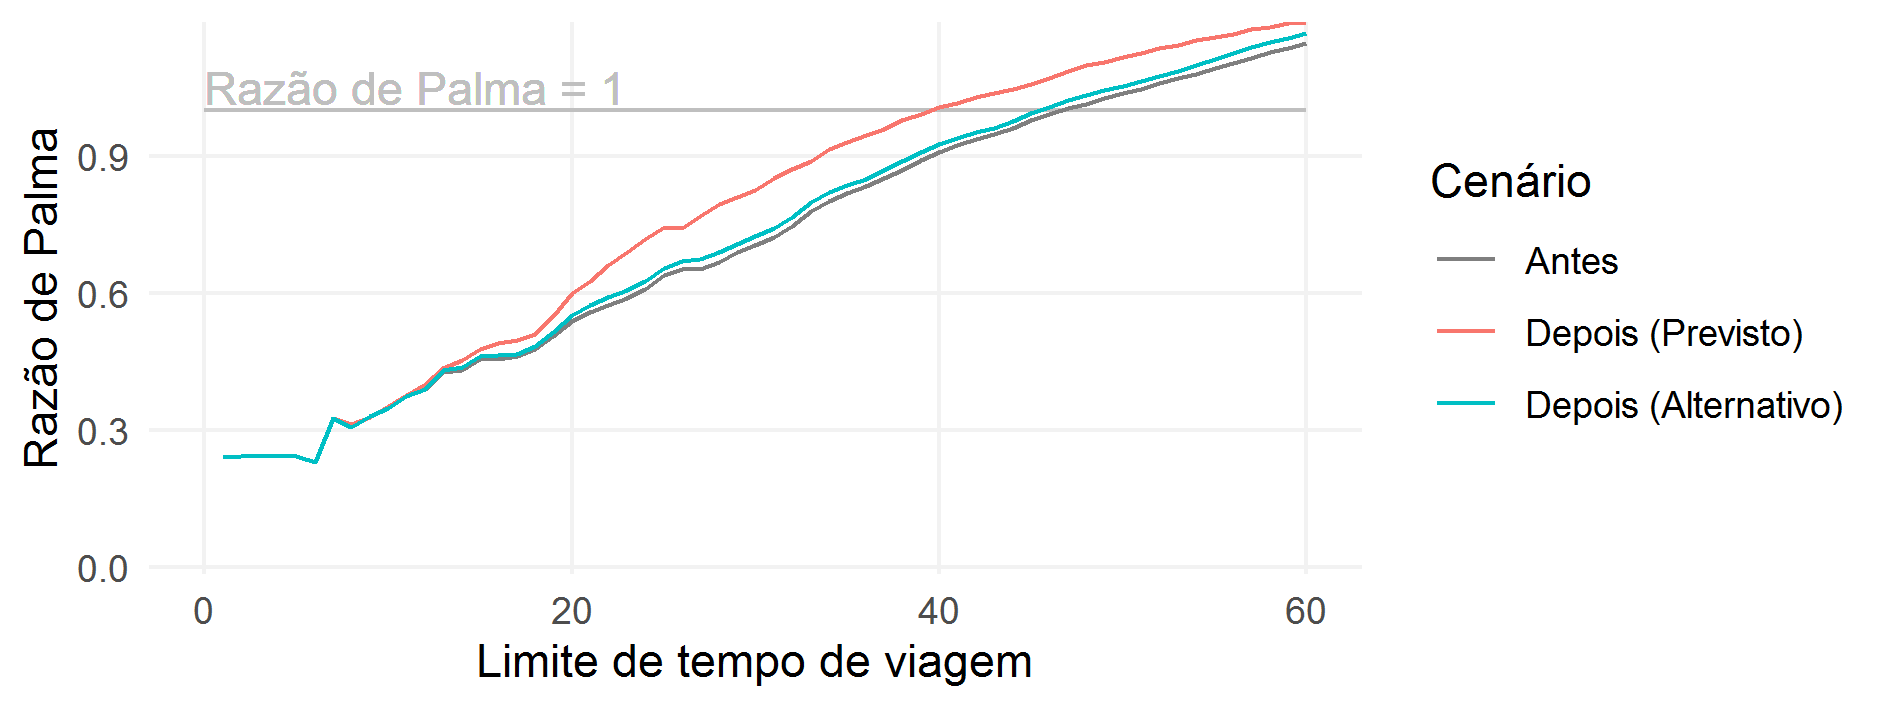 Razão de Palma = 1
Razão de Palma
0.9
0.6
0.3
0.0
0
20
40
60
Limite de tempo de viagem
Cenário
Antes
Depois (Previsto)
Depois (Alternativo)